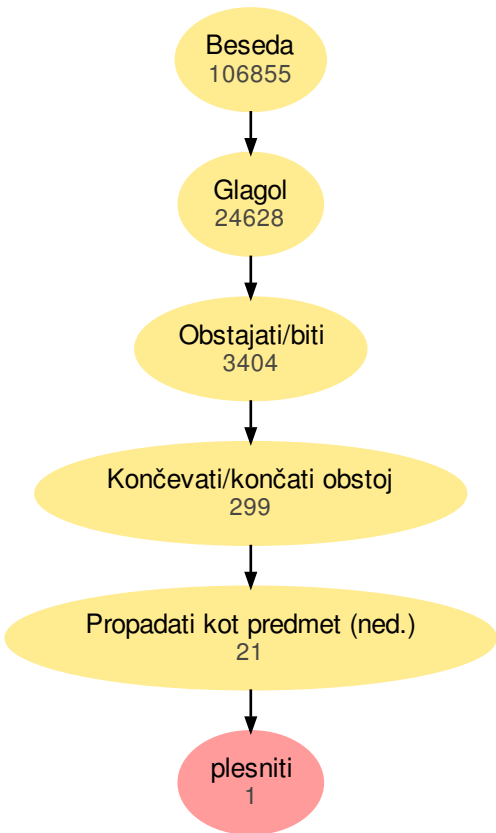 Beseda
106855
Glagol
24628
Obstajati/biti
3404
Končevati/končati obstoj
299
Propadati kot predmet (ned.)
21
plesniti
1